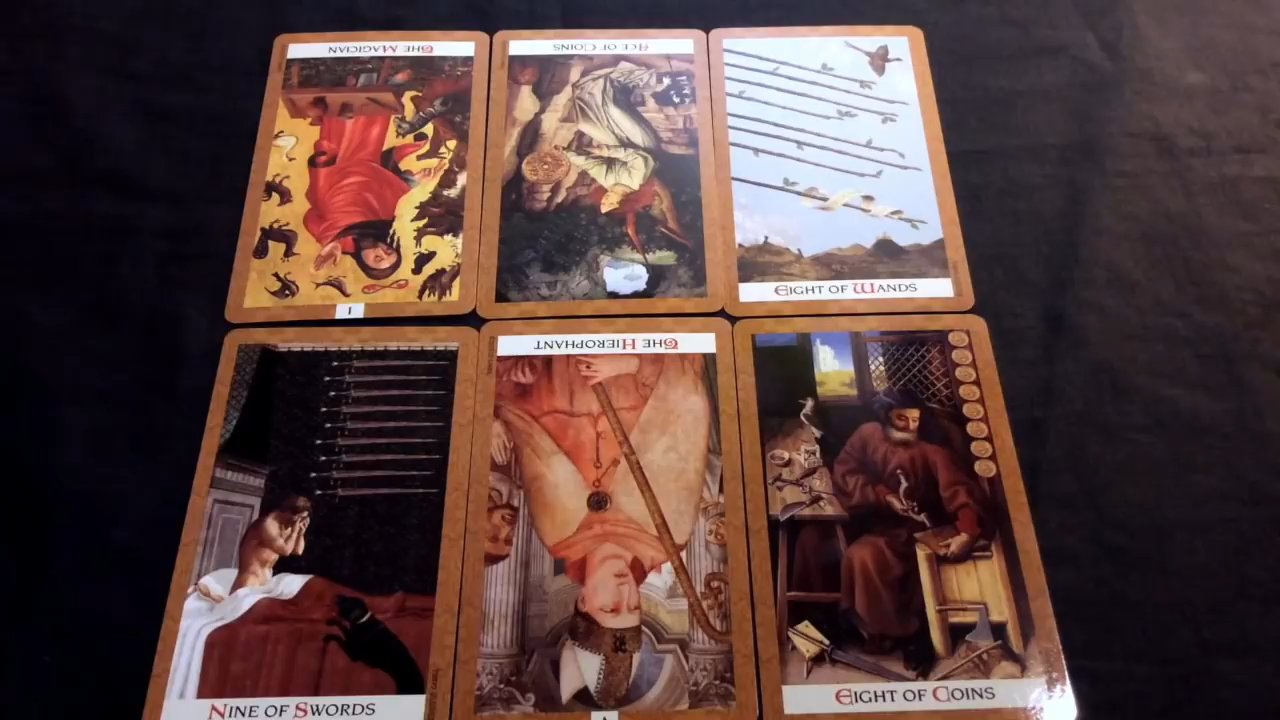 THE MAGICIAN
ACE OF COINS
I
EIGHT OF WANDS
THE HIEROPHANT
NINE OF SWORDS
EIGHT OF COINS